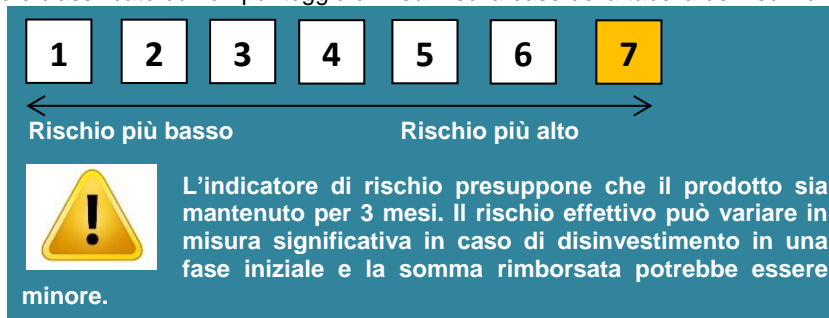 1 2 3 4 5 6 7
Rischio più basso Rischio più alto
L'indicatore di rischio presuppone che il prodotto sia
mantenuto per 3 mesi. Il rischio effettivo può variare in
misura significativa in caso di disinvestimento in una
fase iniziale e la somma rimborsata potrebbe essere
minore.